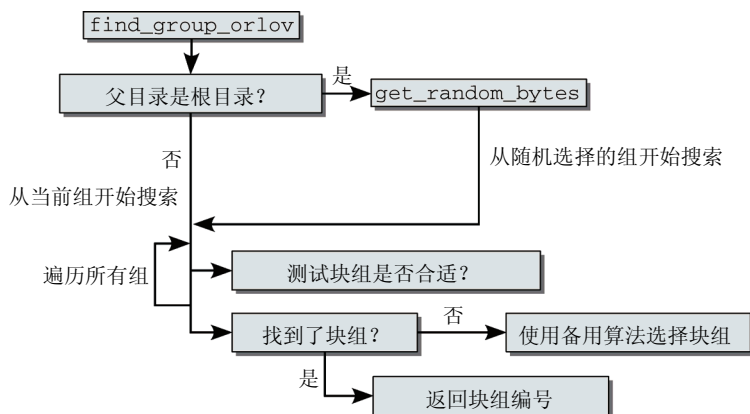 find_group_orlov
父目录是根目录？
是
get_random_bytes
否
从随机选择的组开始搜索
从当前组开始搜索
遍历所有组
测试块组是否合适？
找到了块组？
否
使用备用算法选择块组
是
返回块组编号